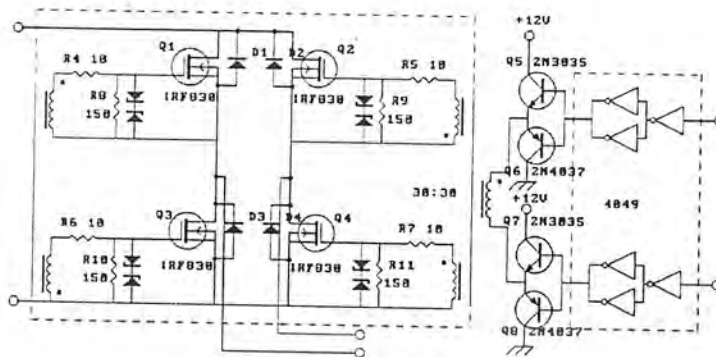 +12V
Q1
D1
D2
Q2
Q5
2N3035
R4 10
R5 10
R8
150
IRF830
IRF830
R9
150
Q6
2N4037
30:30
+12V
4049
Q3
D3
D4
Q4
Q7
2N3035
R6 10
R7 10
R10
150
IRF830
IRF830
R11
150
Q8
2N4037